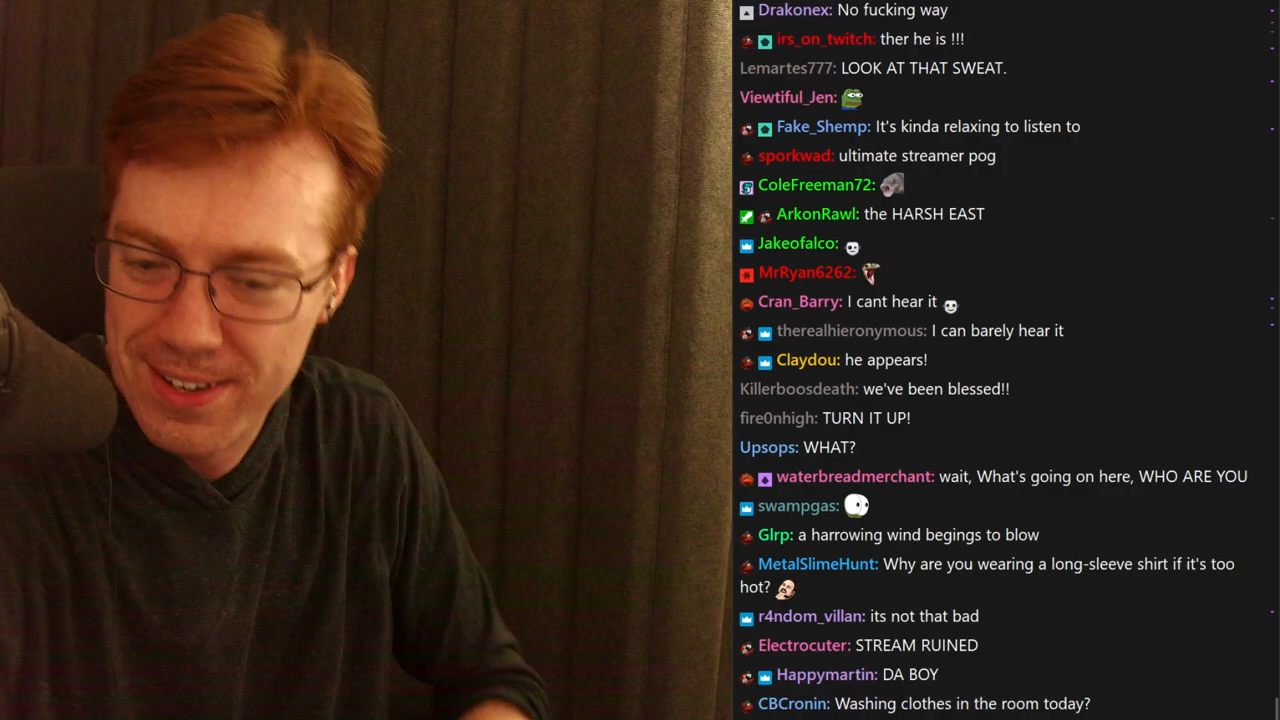 Drakonex: No fucking way
irs_on_twitch: ther he is !!!
Lemartes777: LOOK AT THAT SWEAT.
Viewtiful_Jen:
Fake_Shemp: It's kinda relaxing to listen to
sporkwad: ultimate streamer pog
ColeFreeman72:
ArkonRawl: the HARSH EAST
Jakeofalco:
MrRyan6262:
Cran_Barry: I cant hear it
therealhieronymous: I can barely hear it
Claydou: he appears!
Killerboosdeath: we've been blessed!!
fire0nhigh: TURN IT UP!
Upsops: WHAT?
waterbreadmerchant: wait, What's going on here, WHO ARE YOU
swampgas:
Glrp: a harrowing wind begings to blow
MetalSlimeHunt: Why are you wearing a long-sleeve shirt if it's too
hot?
r4ndom_villan: its not that bad
Electrocuter: STREAM RUINED
Happymartin: DA BOY
CBCronin: Washing clothes in the room today?